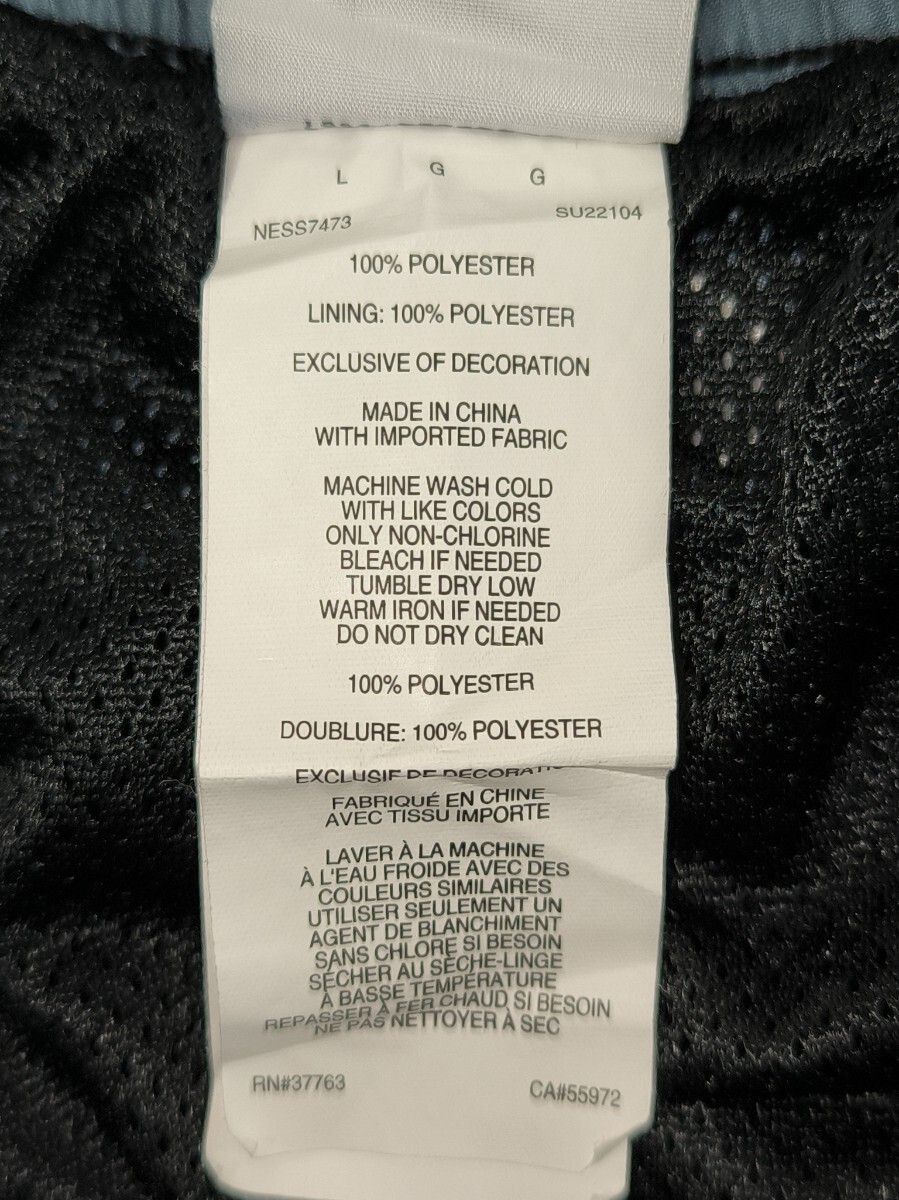 L G G
NESS7473 SU22104
100% POLYESTER
LINING: 100% POLYESTER
EXCLUSIVE OF DECORATION
MADE IN CHINA
WITH IMPORTED FABRIC
MACHINE WASH COLD
WITH LIKE COLORS
ONLY NON-CHLORINE
BLEACH IF NEEDED
TUMBLE DRY LOW
WARM IRON IF NEEDED
DO NOT DRY CLEAN
100% POLYESTER
DOUBLURE: 100% POLYESTER
EXCLUSIF DE
FABRIQUÉ EN CHINE
AVEC TISSU IMPORTE
LAVER À LA MACHINE
À L'EAU FROIDE AVEC DES
COULEURS SIMILAIRES
UTILISER SEULEMENT UN
AGENT DE BLANCHIMENT
SANS CHLORE SI BESOIN
SÉCHER AU SÈCHE-LINGE
À BASSE TEMPÉRATURE
REPASSER À FER CHAUD SI BESOIN
NE PAS NETTOYER À SEC
RN#37763 CA#55972